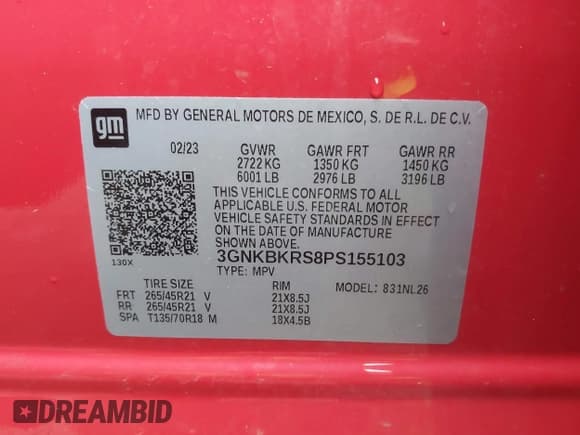 gm MFD BY GENERAL MOTORS DE MEXICO, S. DE R.L. DE C.V.
02/23 GVWR GAWR FRT GAWR RR
2722 KG 1350 KG 1450 KG
6001 LB 2976 LB 3196 LB
THIS VEHICLE CONFORMS TO ALL
APPLICABLE U.S. FEDERAL MOTOR
VEHICLE SAFETY STANDARDS IN EFFECT
ON THE DATE OF MANUFACTURE
SHOWN ABOVE.
130X 3GNKBKRS8PS155103
TYPE: MPV
TIRE SIZE RIM MODEL: 831NL26
FRT 265/45R21 V 21X8.5J
RR 265/45R21 V 21X8.5J
SPA T135/70R18 M 18X4.5B
DREAMBID